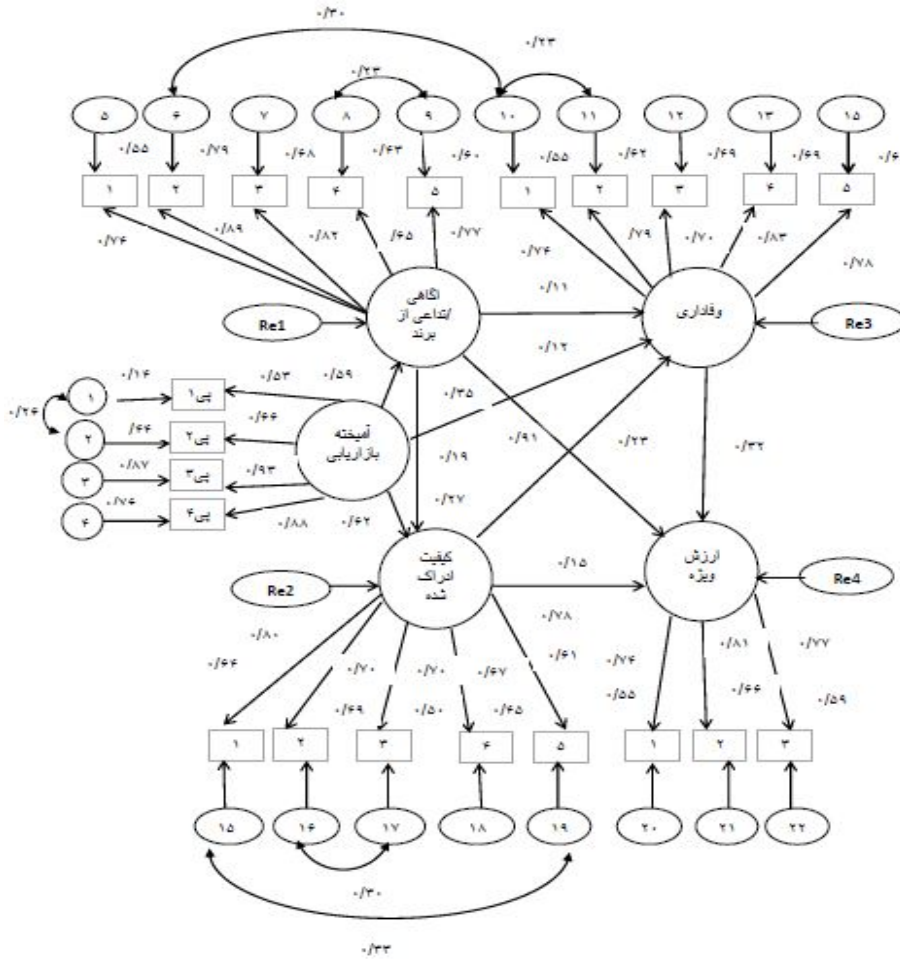 ۰/۳۰
۰/۲۳
۰/۲۳
۵ ۶ ۷ ۸ ۹ ۱۰ ۱۱ ۱۲ ۱۳ ۱۵
۰/۵۵ ۰/۷۹ ۰/۶۸ ۰/۶۳ ۰/۶۰ ۰/۵۵ ۰/۶۲ ۰/۶۹ ۰/۶۹ ۰/۶
۱ ۲ ۳ ۴ ۵ ۱ ۲ ۳ ۴ ۵
۰/۷۴ ۰/۸۹ ۰/۸۲ ۶۵/ ۰/۷۷ ۰/۷۴ ۷۹/ ۰/۷۰ ۰/۸۳ ۰/۷۸
آگاهی
/تداعی از
برند
۰/۱۱
وفاداری
Re1
Re3
۰/۱۲
۱ ۰/۱۴ پی۱ ۰/۵۳ ۰/۵۹
۰/۲۶
۰/۳۵
۲ ۶۴/ پی۲ ۰/۶۶
آمیخته
بازاریابی
۰/۹۱ ۰/۲۳ ۰/۳۲
۳ ۰/۸۷ پی۳ ۰/۹۳ ۰/۱۹
۴ ۰/۷۶ پی۴ ۰/۸۸ ۰/۶۲ ۰/۲۷
کیفیت
ادراک
شده
۰/۱۵
ارزش
ویژه
Re2
Re4
۰/۸۰ ۰/۷۰ ۰/۷۰ ۰/۶۷ ۰/۷۸ ۰/۷۴ ۰/۸۱ ۰/۷۷
۰/۶۴ ۰/۶۹ ۰/۵۰ ۰/۴۵ ۰/۶۱ ۰/۵۵ ۰/۶۶ ۰/۵۹
۱ ۲ ۳ ۴ ۵ ۱ ۲ ۳
۱۵ ۱۶ ۱۷ ۱۸ ۱۹ ۲۰ ۲۱ ۲۲
۰/۳۰
۰/۳۳